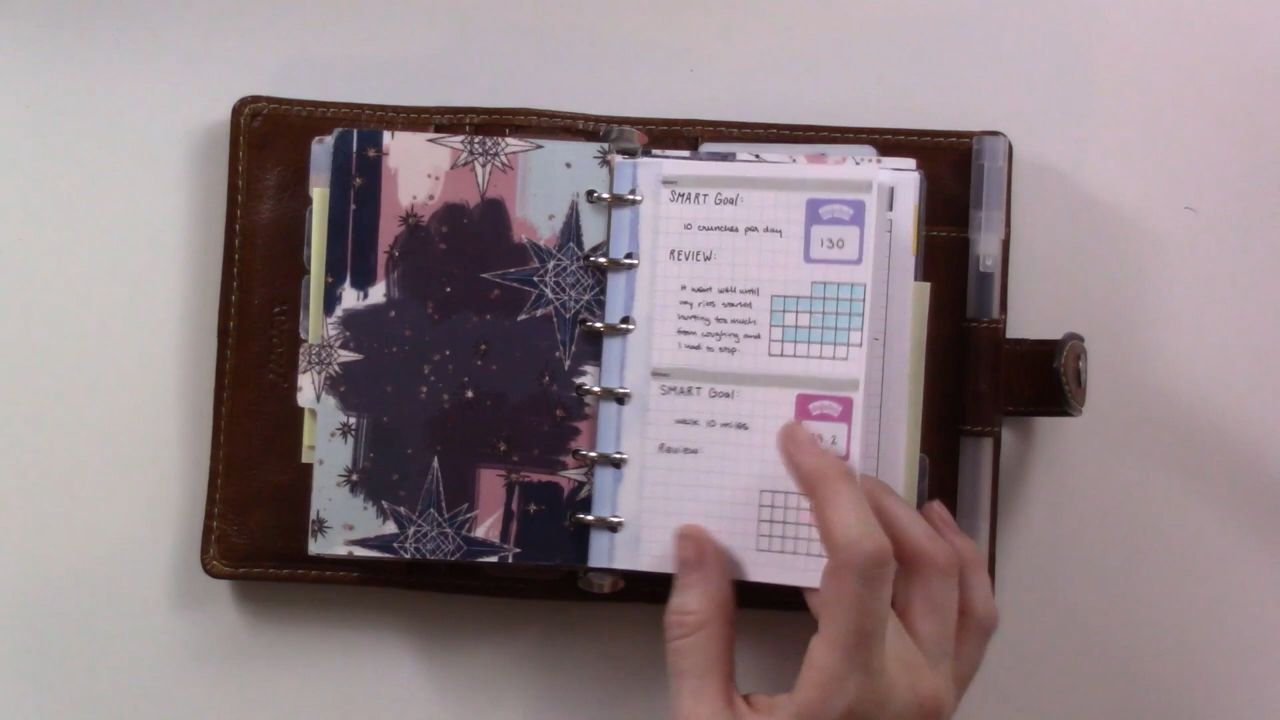 SMART Goal:
10 crunches per day
130
REVIEW:
it went well until
my ribs started
hurting too much
from coughing and
I had to stop.
SMART Goal:
walk 10 miles
Review: